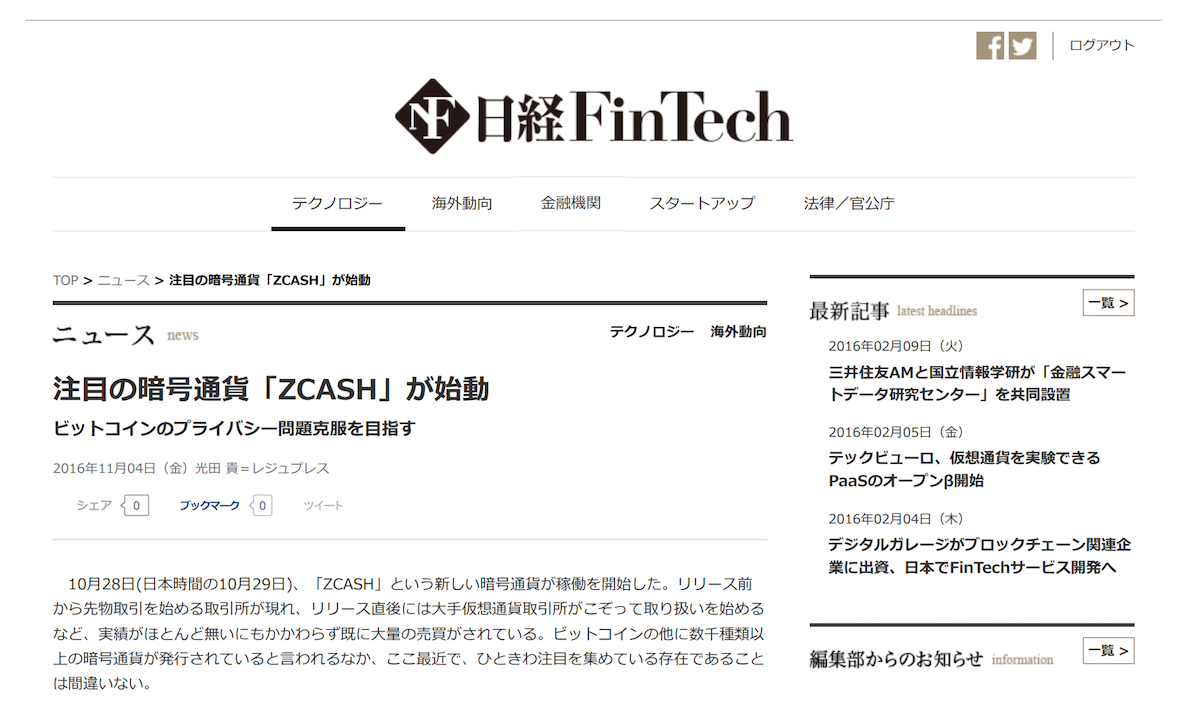 ログアウト
NF 日経FinTech
テクノロジー 海外動向 金融機関 スタートアップ 法律／官公庁
TOP > ニュース > 注目の暗号通貨「ZCASH」が始動
ニュース news テクノロジー 海外動向
注目の暗号通貨「ZCASH」が始動
ビットコインのプライバシー問題克服を目指す
2016年11月04日（金）光田 貴＝レジュプレス
シェア 0 ブックマーク 0 ツイート
10月28日(日本時間の10月29日)、「ZCASH」という新しい暗号通貨が稼働を開始した。リリース前
から先物取引を始める取引所が現れ、リリース直後には大手仮想通貨取引所がこぞって取り扱いを始める
など、実績がほとんど無いにもかかわらず既に大量の売買がされている。ビットコインの他に数千種類以
上の暗号通貨が発行されていると言われるなか、ここ最近で、ひときわ注目を集めている存在であること
は間違いない。
最新記事 latest headlines 一覧 >
2016年02月09日（火）
三井住友AMと国立情報学研が「金融スマー
トデータ研究センター」を共同設置
2016年02月05日（金）
テックビューロ、仮想通貨を実験できる
PaaSのオープンβ開始
2016年02月04日（木）
デジタルガレージがブロックチェーン関連企
業に出資、日本でFinTechサービス開発へ
編集部からのお知らせ information 一覧 >